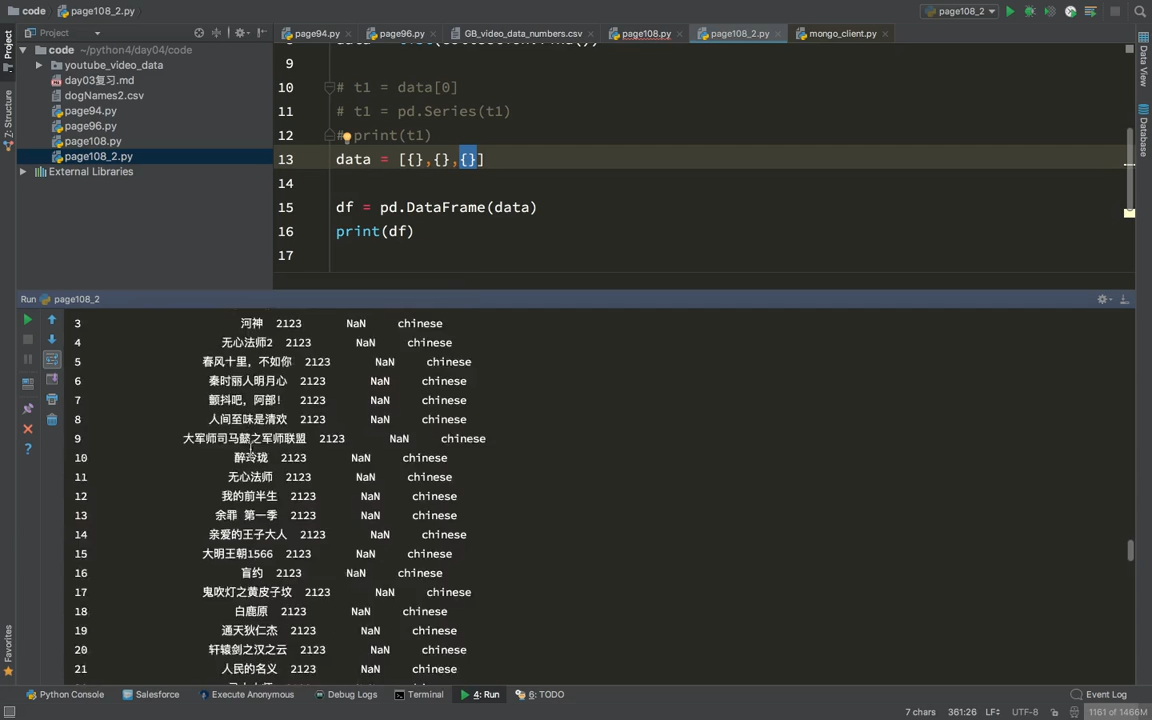 code page108_2.py
page108_2
Project
page94.py
page96.py
GB_video_data_numbers.csv
page108.py
page108_2.py
mongo_client.py
code ~/python4/day04/code
youtube_video_data
day03复习.md
dogNames2.csv
page94.py
page96.py
page108.py
page108_2.py
External Libraries
Project
Structure
Favorites
Data View
Database
9
10 # t1 = data[0]
11 # t1 = pd.Series(t1)
12 # print(t1)
13 data = [{},{},{}]
14
15 df = pd.DataFrame(data)
16 print(df)
17
Run page108_2
3 河神 2123 NaN chinese
4 无心法师2 2123 NaN chinese
5 春风十里，不如你 2123 NaN chinese
6 秦时丽人明月心 2123 NaN chinese
7 颤抖吧，阿部！ 2123 NaN chinese
8 人间至味是清欢 2123 NaN chinese
9 大军师司马懿之军师联盟 2123 NaN chinese
10 醉玲珑 2123 NaN chinese
11 无心法师 2123 NaN chinese
12 我的前半生 2123 NaN chinese
13 余罪 第一季 2123 NaN chinese
14 亲爱的王子大人 2123 NaN chinese
15 大明王朝1566 2123 NaN chinese
16 盲约 2123 NaN chinese
17 鬼吹灯之黄皮子坟 2123 NaN chinese
18 白鹿原 2123 NaN chinese
19 通天狄仁杰 2123 NaN chinese
20 轩辕剑之汉之云 2123 NaN chinese
21 人民的名义 2123 NaN chinese
Python Console Salesforce Execute Anonymous Debug Logs Terminal 4: Run 6: TODO Event Log
7 chars 361:26 LF UTF-8 1161 of 1466M